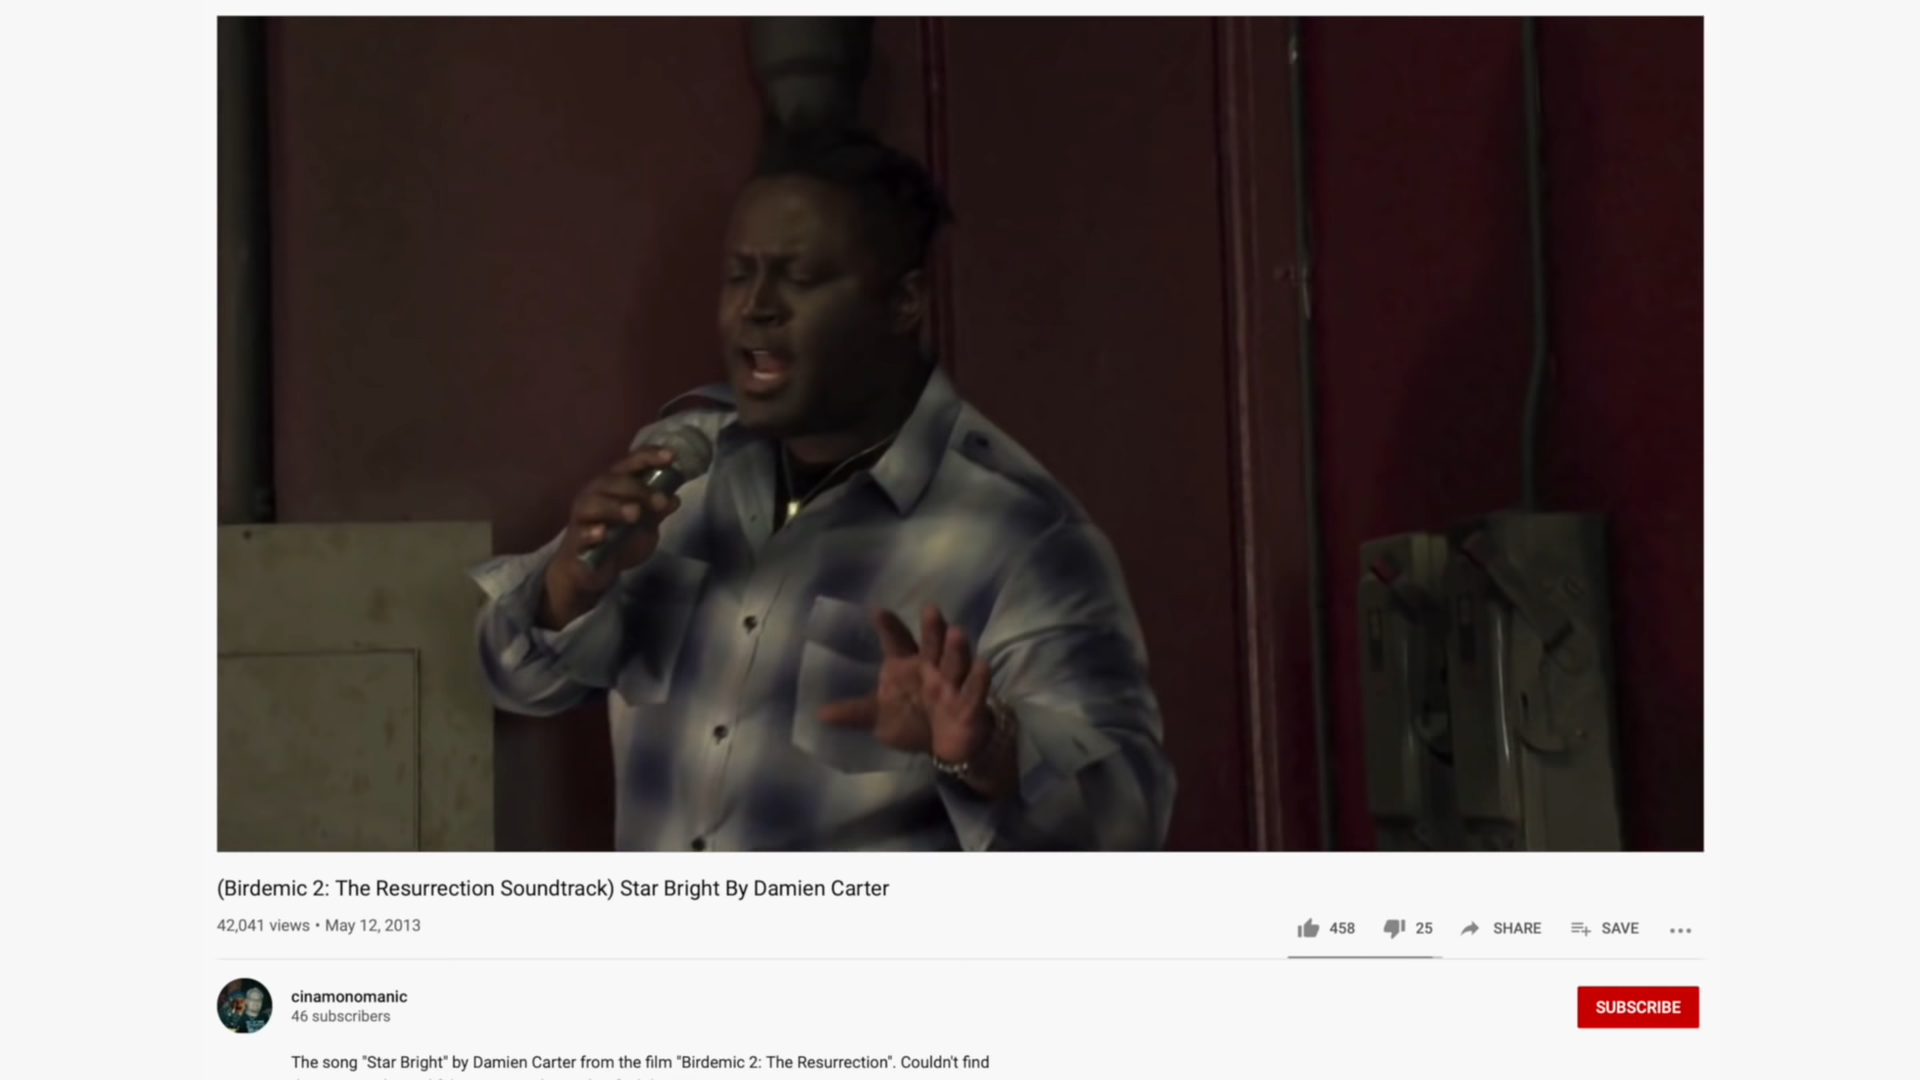 (Birdemic 2: The Resurrection Soundtrack) Star Bright By Damien Carter
42,041 views • May 12, 2013
458
25
SHARE
SAVE
cinamonomanic
46 subscribers
SUBSCRIBE
The song "Star Bright" by Damien Carter from the film "Birdemic 2: The Resurrection". Couldn't find